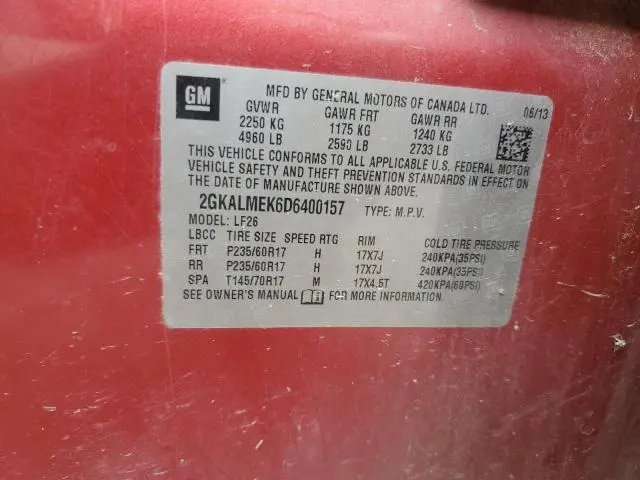 GM
MFD BY GENERAL MOTORS OF CANADA LTD. 06/13
GVWR GAWR FRT GAWR RR
2250 KG 1175 KG 1240 KG
4960 LB 2590 LB 2733 LB
THIS VEHICLE CONFORMS TO ALL APPLICABLE U.S. FEDERAL MOTOR
VEHICLE SAFETY AND THEFT PREVENTION STANDARDS IN EFFECT ON
THE DATE OF MANUFACTURE SHOWN ABOVE.
2GKALMEK6D6400157 TYPE: M.P.V.
MODEL: LF26
LBCC TIRE SIZE SPEED RTG RIM COLD TIRE PRESSURE
FRT P235/60R17 H 17X7J 240KPA(35PSI)
RR P235/60R17 H 17X7J 240KPA(35PSI)
SPA T145/70R17 M 17X4.5T 420KPA(60PSI)
SEE OWNER'S MANUAL FOR MORE INFORMATION.